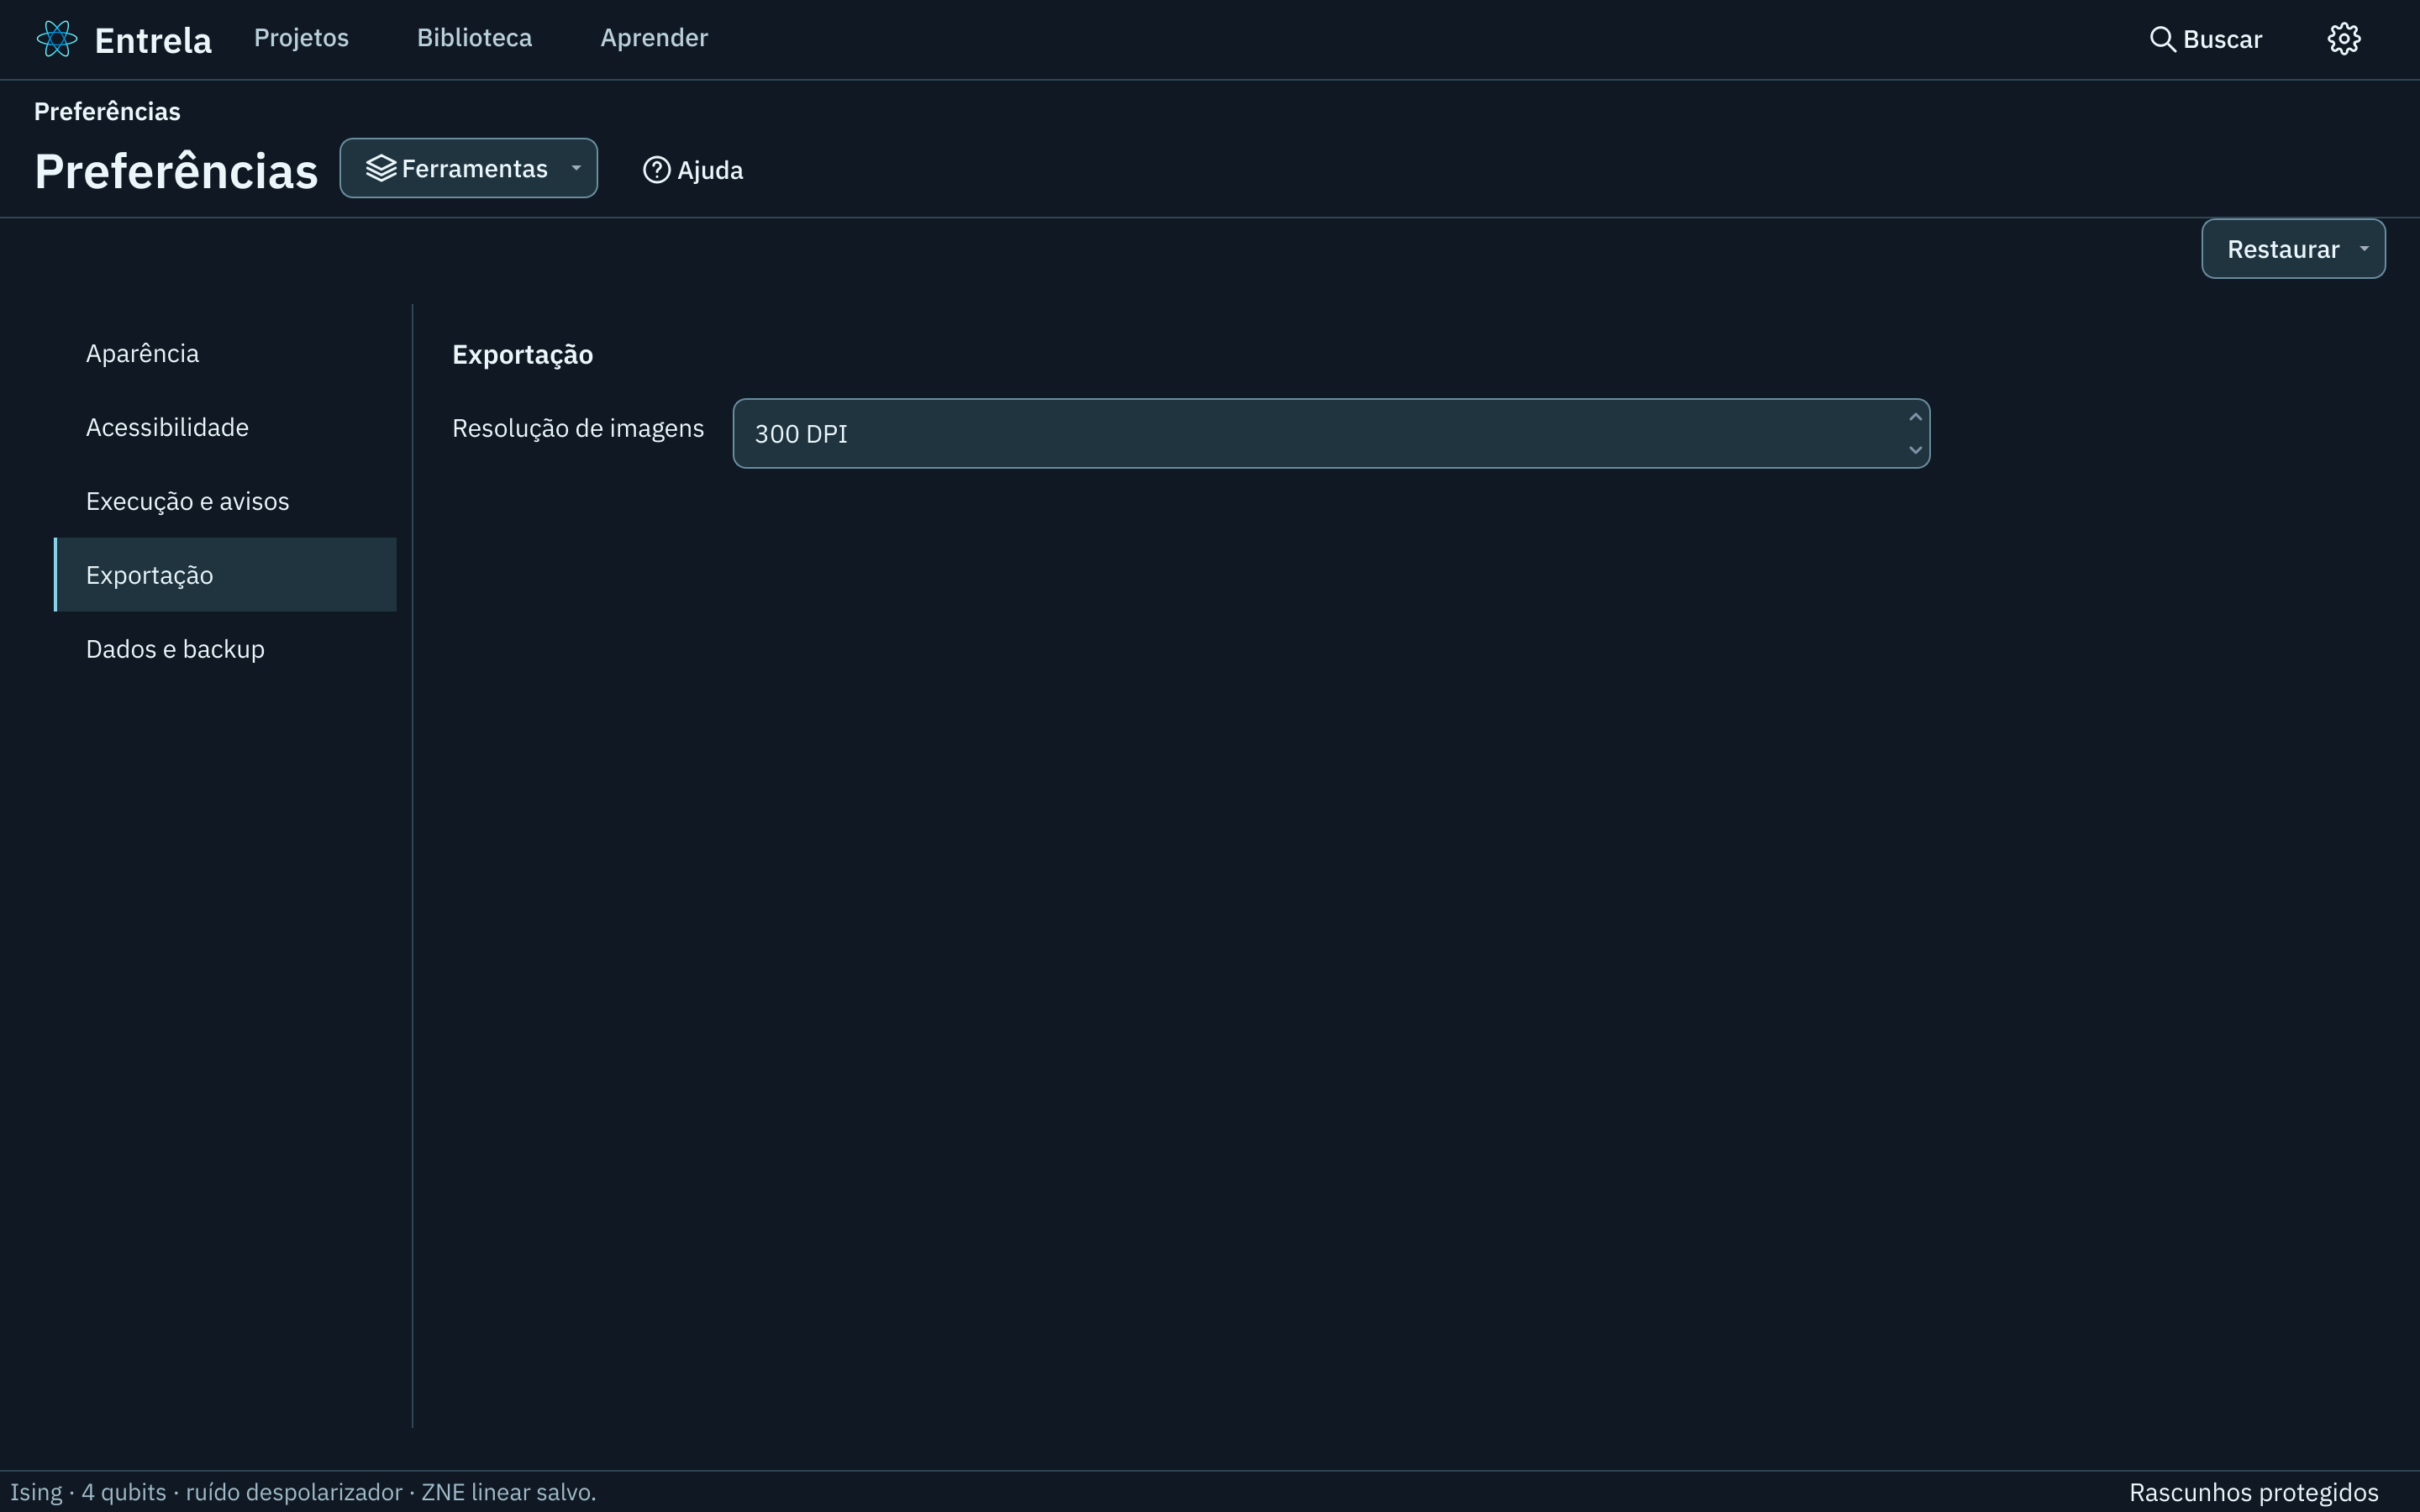 Entrela
Projetos
Biblioteca
Aprender
Buscar
Preferências
Preferências
Ferramentas
Ajuda
Restaurar
Aparência
Acessibilidade
Execução e avisos
Exportação
Dados e backup
Exportação
Resolução de imagens
300 DPI
Ising · 4 qubits · ruído despolarizador · ZNE linear salvo.
Rascunhos protegidos